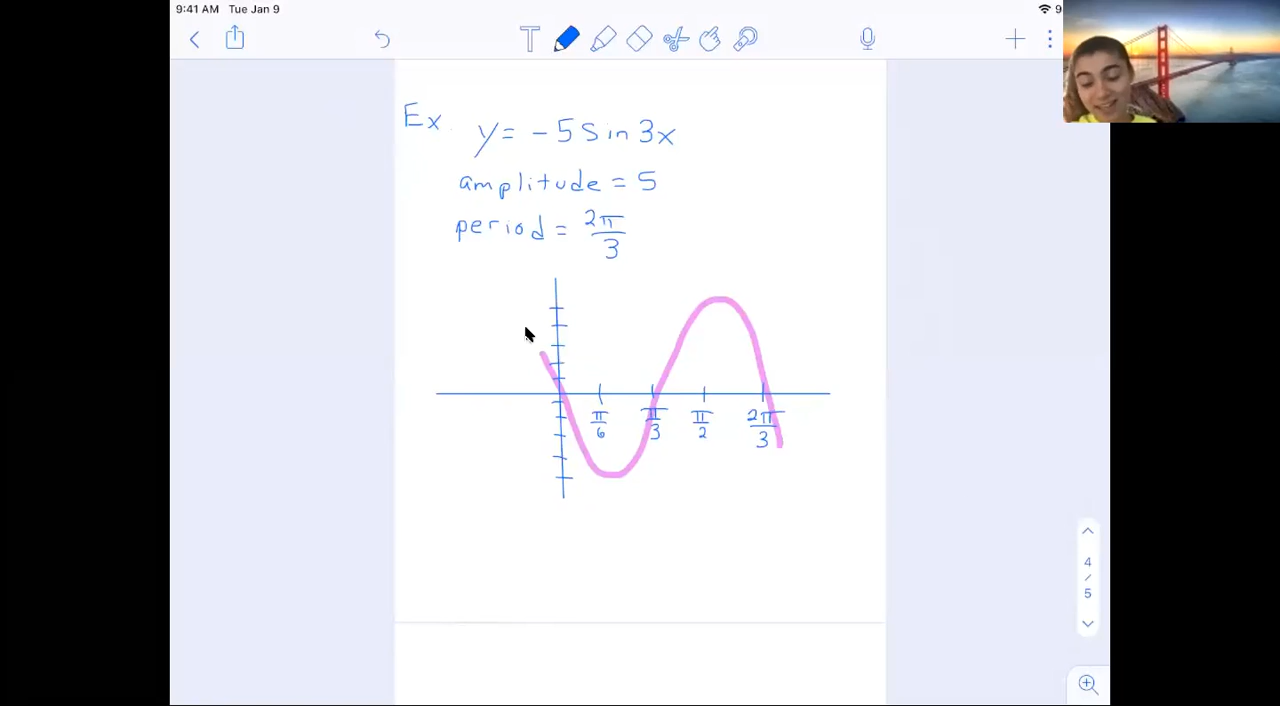 9:41 AM Tue Jan 9
9
T
Ex. y = -5 Sin 3x
amplitude = 5
period = 2π/3
π/6 π/3 π/2 2π/3
4
/
5